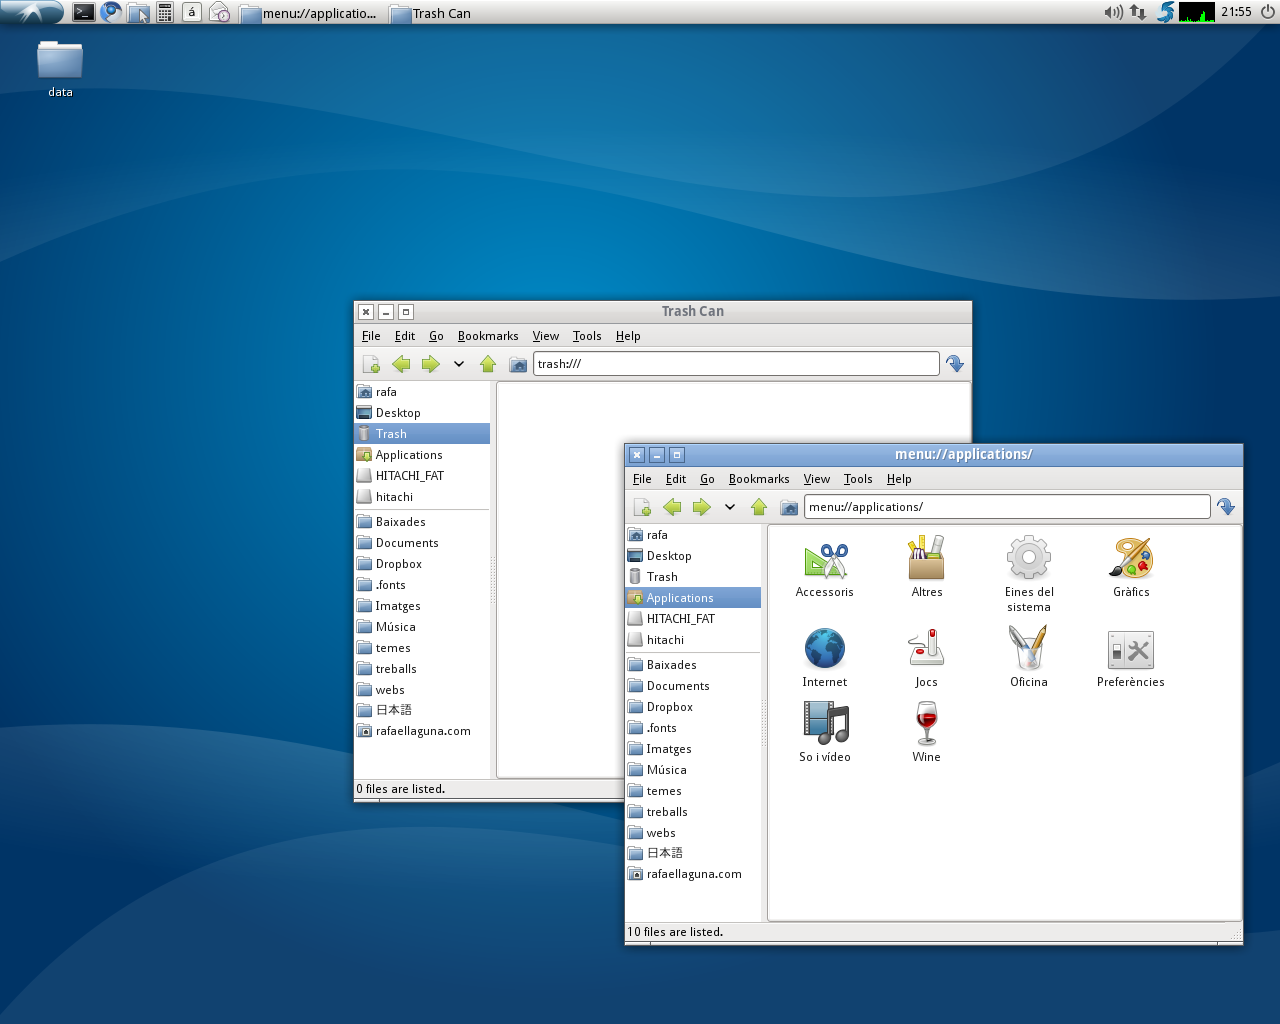 á
menu://applicatio...
Trash Can
21:55
data
Trash Can
File Edit Go Bookmarks View Tools Help
trash:///
rafa
Desktop
Trash
Applications
HITACHI_FAT
hitachi
Baixades
Documents
Dropbox
.fonts
Imatges
Música
temes
treballs
webs
日本語
rafaellaguna.com
0 files are listed.
menu://applications/
File Edit Go Bookmarks View Tools Help
menu://applications/
rafa
Desktop
Trash
Applications
HITACHI_FAT
hitachi
Baixades
Documents
Dropbox
.fonts
Imatges
Música
temes
treballs
webs
日本語
rafaellaguna.com
Accessoris
Altres
Eines del
sistema
Gràfics
Internet
Jocs
Oficina
Preferències
So i vídeo
Wine
10 files are listed.